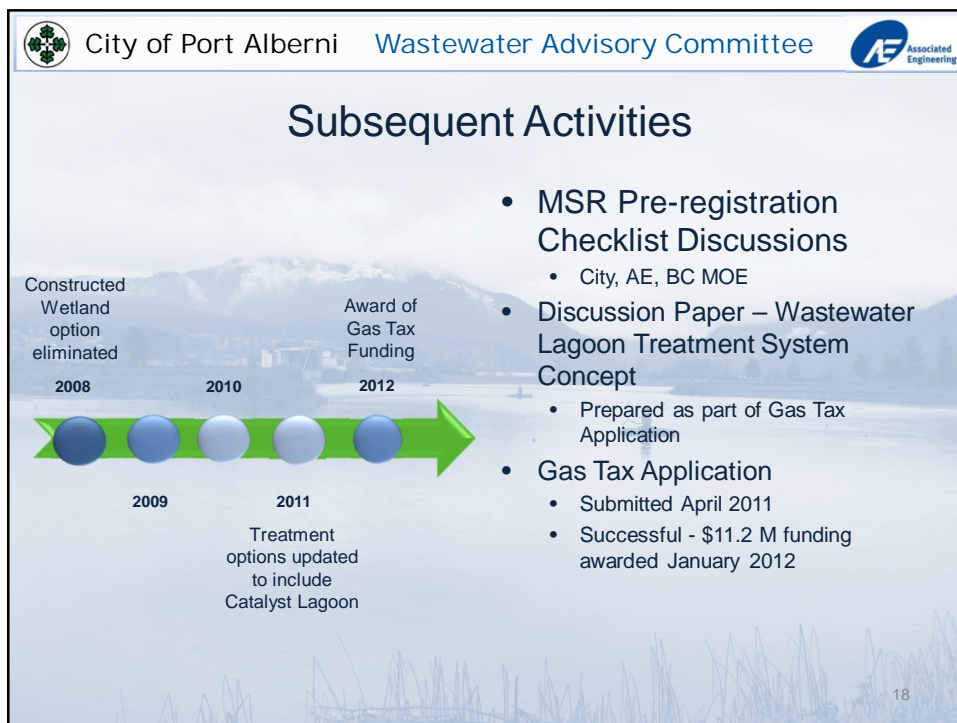 City of Port Alberni Wastewater Advisory Committee
Associated
Engineering
Subsequent Activities
Constructed
Wetland
option
eliminated
2008
2009
2010
2011
Treatment
options updated
to include
Catalyst Lagoon
Award of
Gas Tax
Funding
2012
• MSR Pre-registration
Checklist Discussions
• City, AE, BC MOE
• Discussion Paper – Wastewater
Lagoon Treatment System
Concept
• Prepared as part of Gas Tax
Application
• Gas Tax Application
• Submitted April 2011
• Successful - $11.2 M funding
awarded January 2012
18